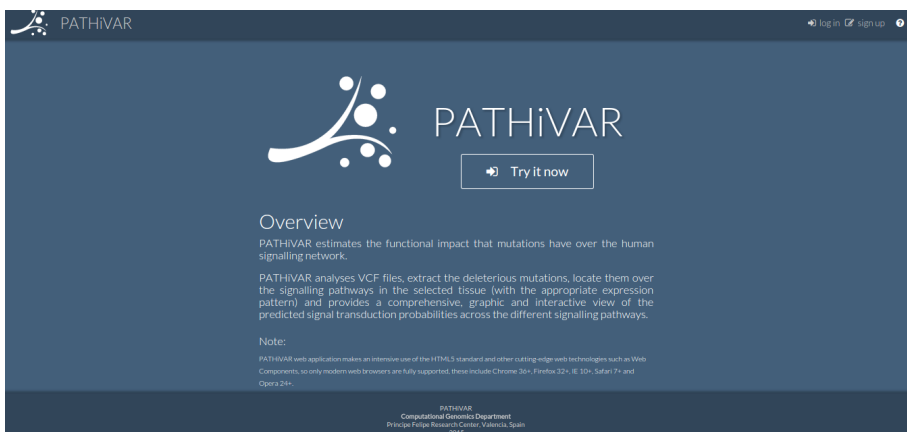 PATHiVAR
log in sign up
PATHiVAR
Try it now
Overview
PATHiVAR estimates the functional impact that mutations have over the human
signalling network.
PATHiVAR analyses VCF files, extract the deleterious mutations, locate them over
the signalling pathways in the selected tissue (with the appropriate expression
pattern) and provides a comprehensive, graphic and interactive view of the
predicted signal transduction probabilities across the different signalling pathways.
Note:
PATHiVAR web application makes an intensive use of the HTML5 standard and other cutting-edge web technologies such as Web
Components, so only modern web browsers are fully supported, these include Chrome 36+, Firefox 32+, IE 10+, Safari 7+ and
Opera 24+.
PATHiVAR
Computational Genomics Department
Principe Felipe Research Center, Valencia, Spain
2015